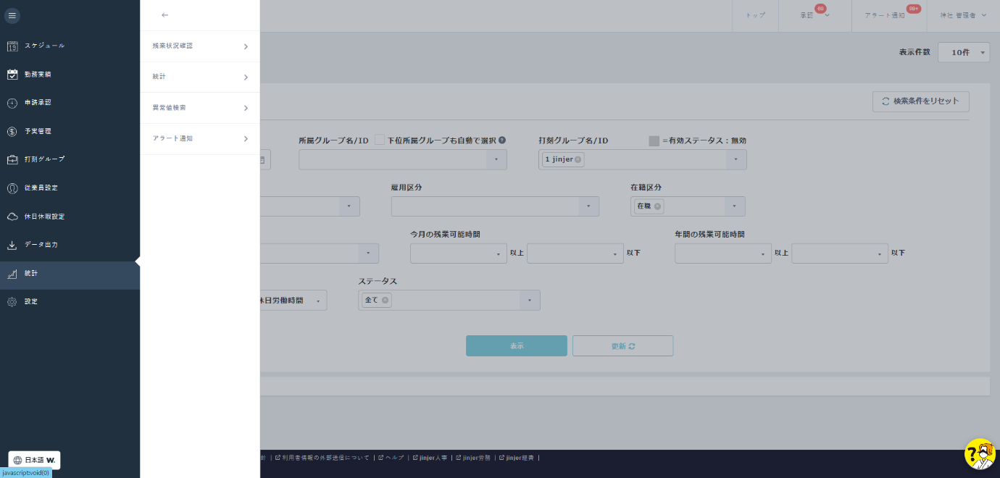 トップ
承認
69
アラート通知
99+
神社 管理者
スケジュール
勤務実績
申請承認
予実管理
打刻グループ
従業員設定
休日休暇設定
データ出力
統計
設定
残業状況確認
統計
異常値検索
アラート通知
表示件数
10件
検索条件をリセット
所属グループ名/ID
下位所属グループも自動で選択
打刻グループ名/ID
=有効ステータス：無効
1 jinjer
雇用区分
在籍区分
在職
今月の残業可能時間
年間の残業可能時間
以上
以下
以上
以下
ステータス
休日労働時間
全て
表示
更新
計 | 利用者情報の外部送信について | ヘルプ | jinjer人事 | jinjer労務 | jinjer経費 |
日本語 W.
javascript:void(0)